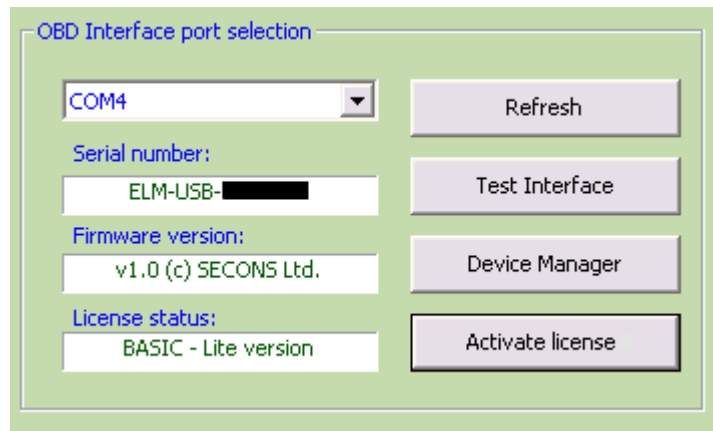 OBD Interface port selection
COM4
Refresh
Serial number:
ELM-USB-
Test Interface
Firmware version:
v1.0 (c) SECONS Ltd.
Device Manager
License status:
BASIC - Lite version
Activate license